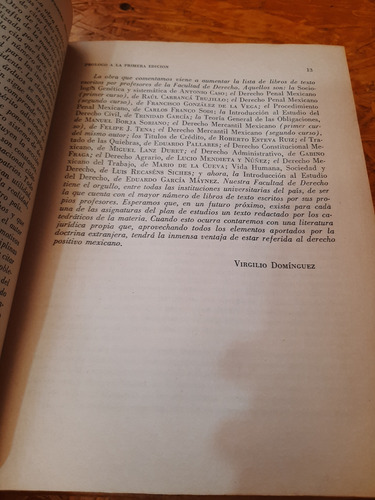 PROLOGO A LA PRIMERA EDICION 13
La obra que comentamos viene a aumentar la lista de libros de texto
escritos por profesores de la Facultad de Derecho. Aquéllos son: la Socio-
logía Genética y sistemática de ANTONIO CASO; el Derecho Penal Mexicano
(primer curso), de RAÚL CARRANCÁ TRUJILLO; el Derecho Penal Mexicano
(segundo curso), de FRANCISCO GONZÁLEZ DE LA VEGA; el Procedimiento
Penal Mexicano, de CARLOS FRANCO SODI; la Introducción al Estudio del
Derecho Civil, de TRINIDAD GARCÍA; la Teoría General de las Obligaciones,
de MANUEL BORJA SORIANO; el Derecho Mercantil Mexicano (primer cur-
so), de FELIPE J. TENA; el Derecho Mercantil Mexicano (segundo curso),
del mismo autor; los Títulos de Crédito, de ROBERTO ESTEVA RUIZ; el Tra-
tado de las Quiebras, de EDUARDO PALLARES; el Derecho Constitucional Me-
xicano, de MIGUEL LANZ DURET; el Derecho Administrativo, de GABINO
FRAGA; el Derecho Agrario, de LUCIO MENDIETA Y NÚÑEZ; el Derecho Me-
xicano del Trabajo, de MARIO DE LA CUEVA; Vida Humana, Sociedad y
Derecho, de LUIS RECASÉNS SICHES; y ahora, la Introducción al Estudio
del Derecho, de EDUARDO GARCÍA MÁYNEZ. Nuestra Facultad de Derecho
tiene el orgullo, entre todas las instituciones universitarias del país, de ser
la que cuenta con el mayor número de libros de texto escritos por sus pro-
pios profesores. Esperamos que, en un futuro próximo, exista para cada
una de las asignaturas del plan de estudios un texto redactado por los ca-
tedráticos de la materia. Cuando esto ocurra contaremos con una literatura
jurídica propia que, aprovechando todos los elementos aportados por la
doctrina extranjera, tendrá la inmensa ventaja de estar referida al derecho
positivo mexicano.
VIRGILIO DOMÍNGUEZ